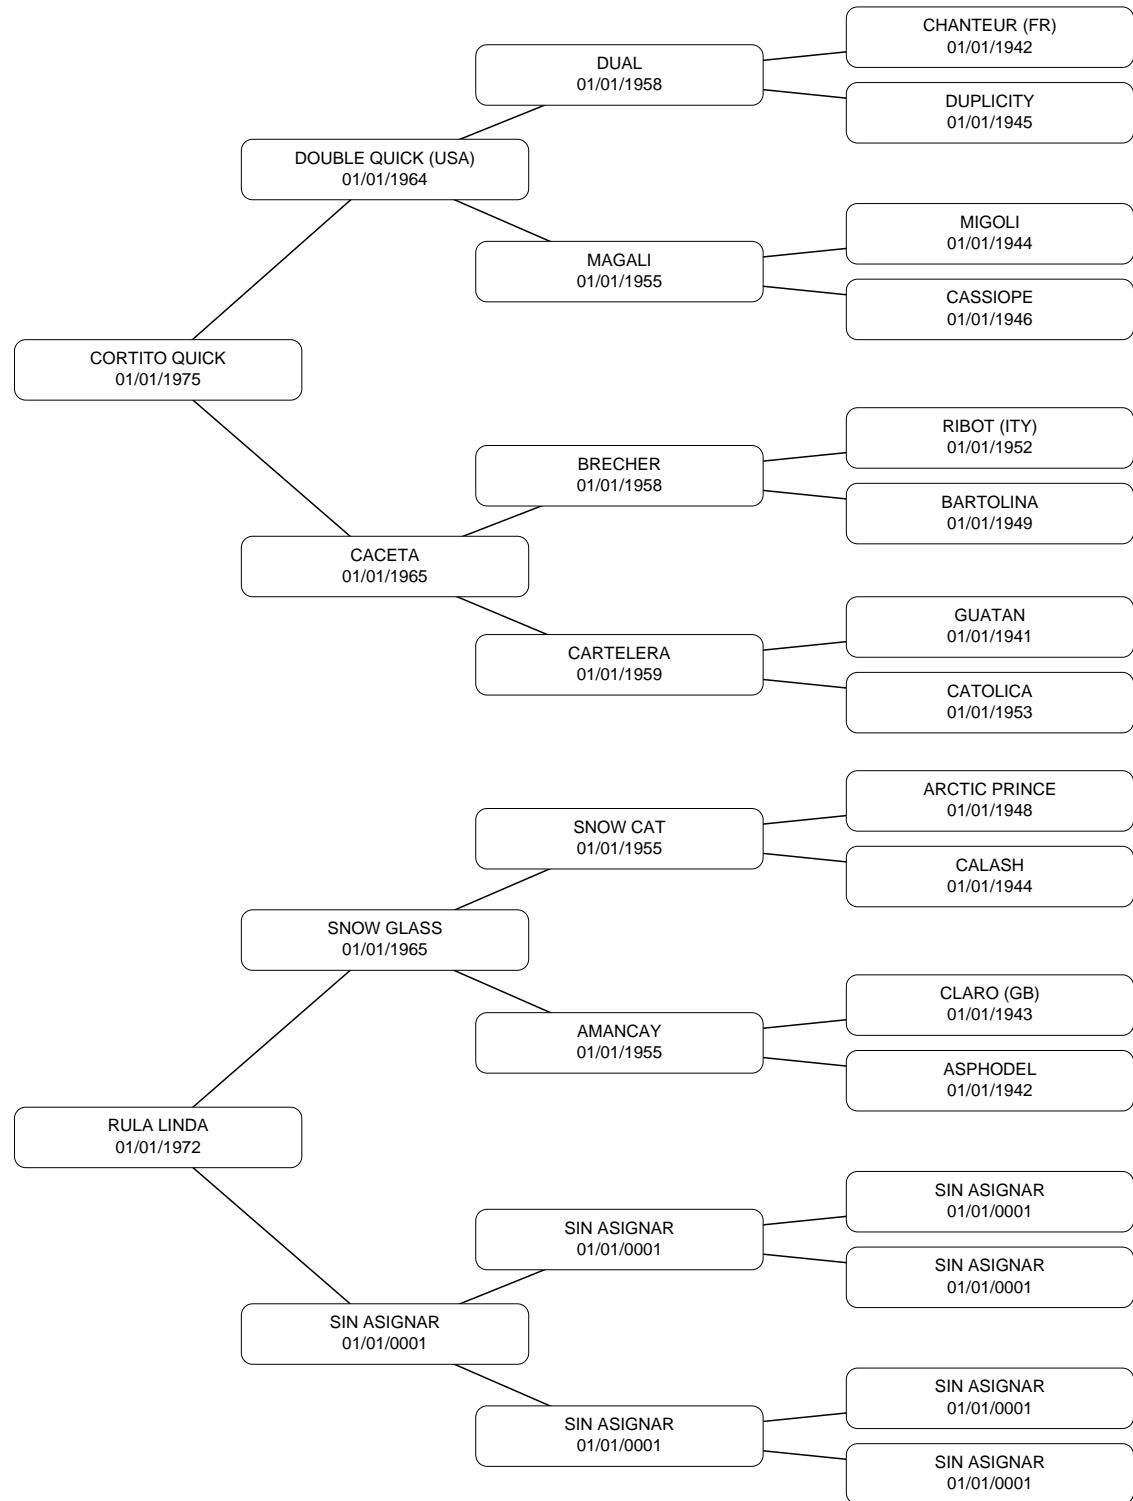 CHANTEUR (FR)
01/01/1942
DUAL
01/01/1958
DUPLICITY
01/01/1945
DOUBLE QUICK (USA)
01/01/1964
MIGOLI
01/01/1944
MAGALI
01/01/1955
CASSIOPE
01/01/1946
CORTITO QUICK
01/01/1975
RIBOT (ITY)
01/01/1952
BRECHER
01/01/1958
BARTOLINA
01/01/1949
CACETA
01/01/1965
GUATAN
01/01/1941
CARTELERA
01/01/1959
CATOLICA
01/01/1953
ARCTIC PRINCE
01/01/1948
SNOW CAT
01/01/1955
CALASH
01/01/1944
SNOW GLASS
01/01/1965
CLARO (GB)
01/01/1943
AMANCAY
01/01/1955
ASPHODEL
01/01/1942
RULA LINDA
01/01/1972
SIN ASIGNAR
01/01/0001
SIN ASIGNAR
01/01/0001
SIN ASIGNAR
01/01/0001
SIN ASIGNAR
01/01/0001
SIN ASIGNAR
01/01/0001
SIN ASIGNAR
01/01/0001
SIN ASIGNAR
01/01/0001